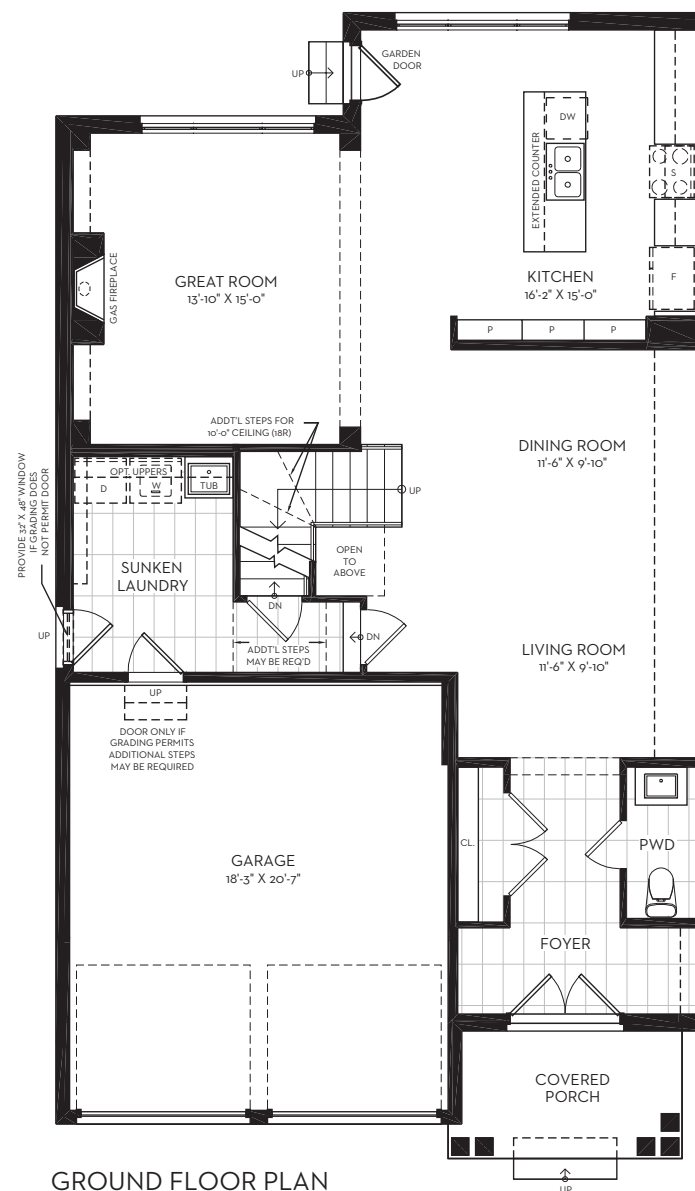 GARDEN
DOOR
UP
DW
EXTENDED COUNTER
S
F
KITCHEN
16'-2" X 15'-0"
P P P
GREAT ROOM
13'-10" X 15'-0"
GAS FIREPLACE
ADDT'L STEPS FOR
10'-0" CEILING (18R)
DINING ROOM
11'-6" X 9'-10"
PROVIDE 32" X 48" WINDOW
IF GRADING DOES
NOT PERMIT DOOR
OPT. UPPERS
D W TUB
UP
SUNKEN
LAUNDRY
OPEN
TO
ABOVE
DN
UP
DN
ADDT'L STEPS
MAY BE REQ'D
LIVING ROOM
11'-6" X 9'-10"
UP
DOOR ONLY IF
GRADING PERMITS
ADDITIONAL STEPS
MAY BE REQUIRED
GARAGE
18'-3" X 20'-7"
CL.
PWD
FOYER
COVERED
PORCH
UP
GROUND FLOOR PLAN